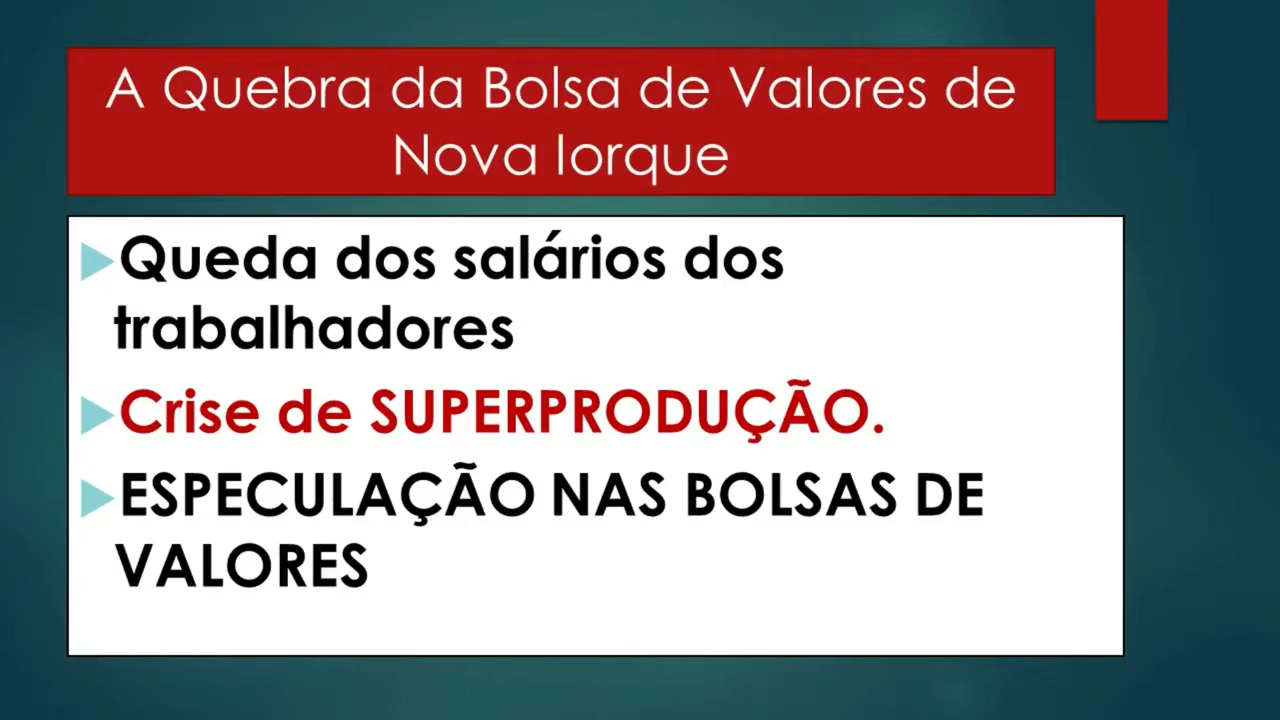 A Quebra da Bolsa de Valores de
Nova Iorque
Queda dos salários dos
trabalhadores
Crise de SUPERPRODUÇÃO.
ESPECULAÇÃO NAS BOLSAS DE
VALORES